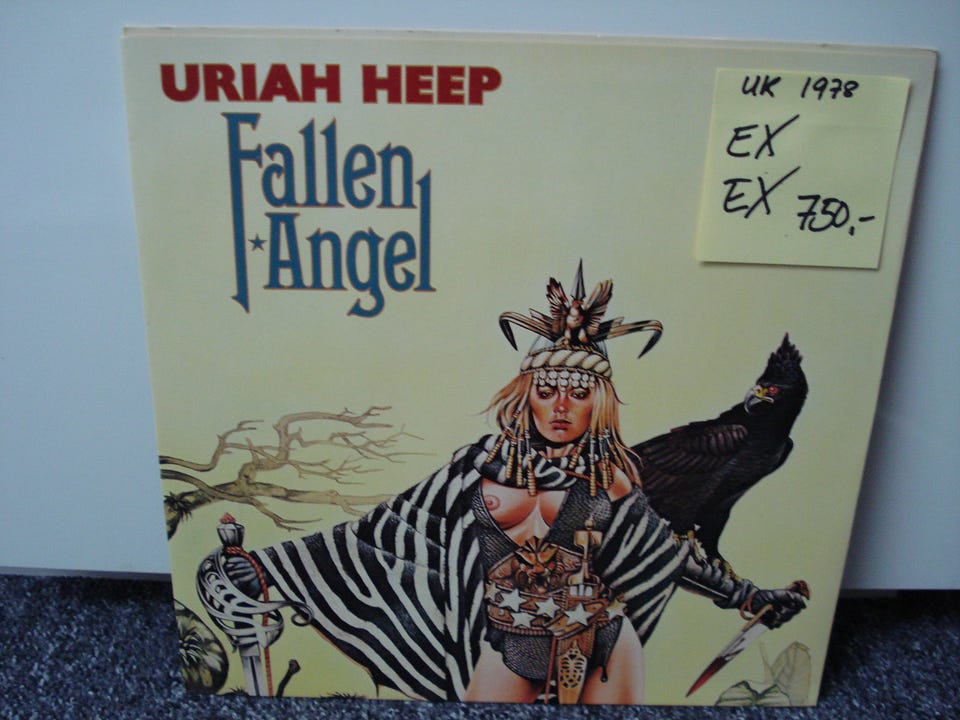 URIAH HEEP
Fallen
Angel
UK 1978
EX
EX 750,-